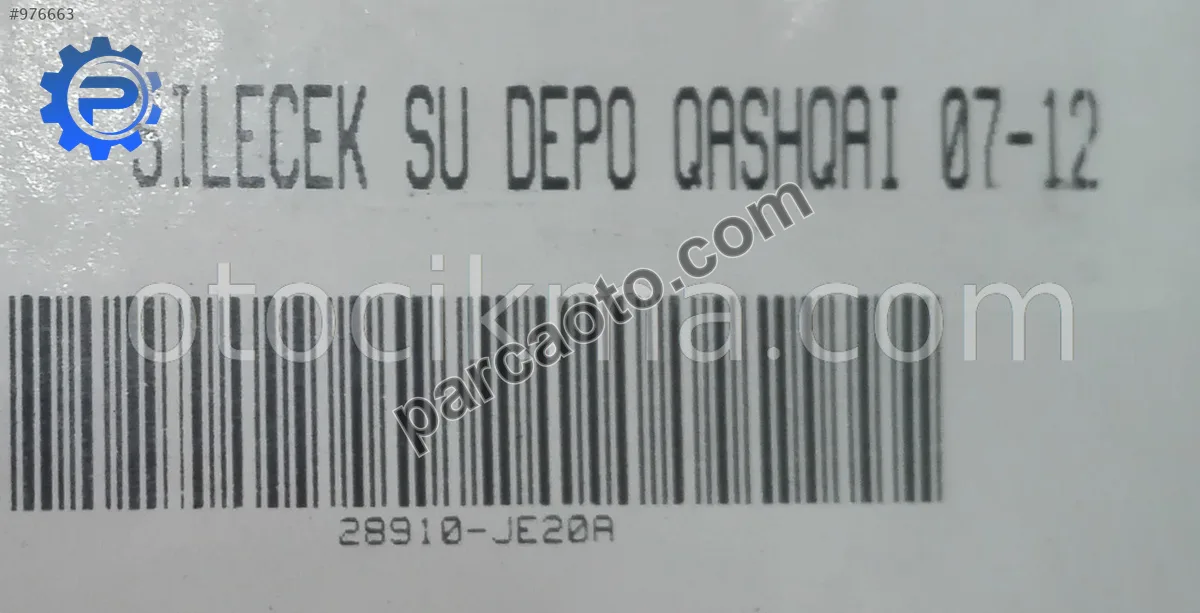 #976663
SILECEK SU DEPO QASHQAI 07-12
otocikma.com
parcaoto.com
28910-JE20A